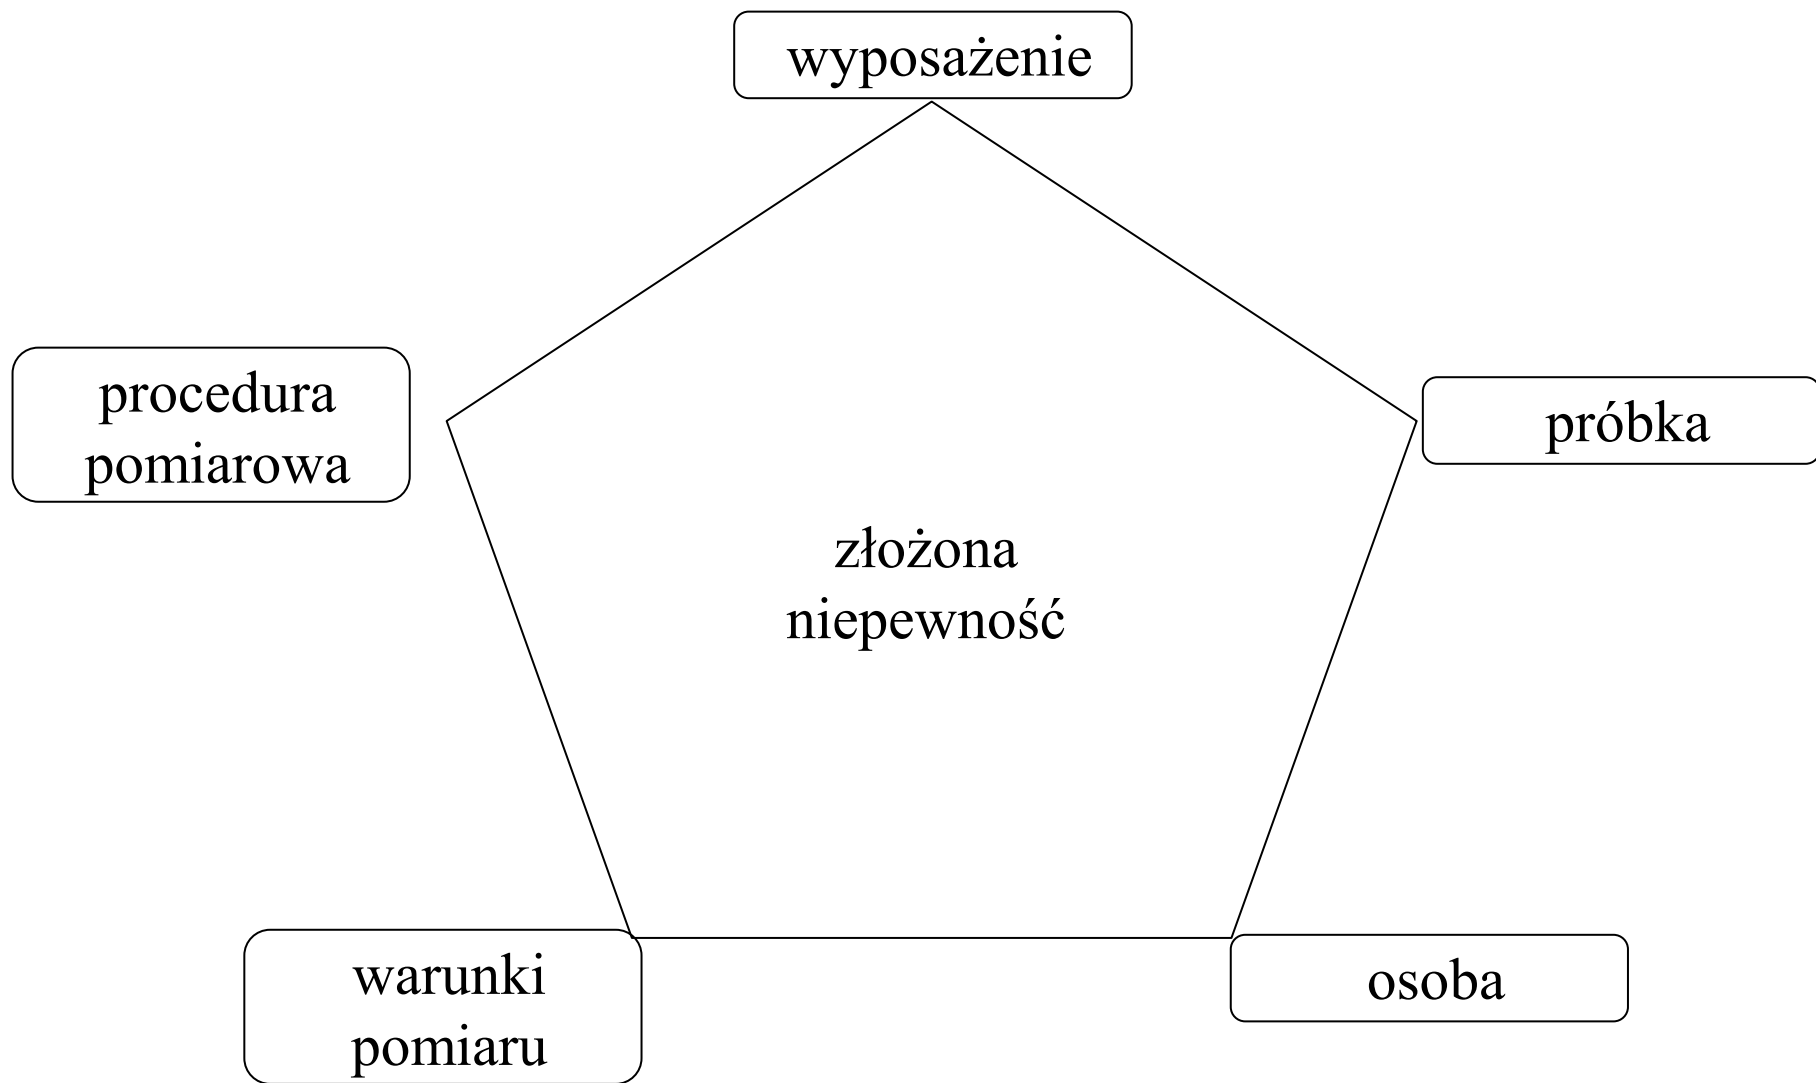 wyposażenie
procedura
pomiarowa
próbka
złożona
niepewność
warunki
pomiaru
osoba